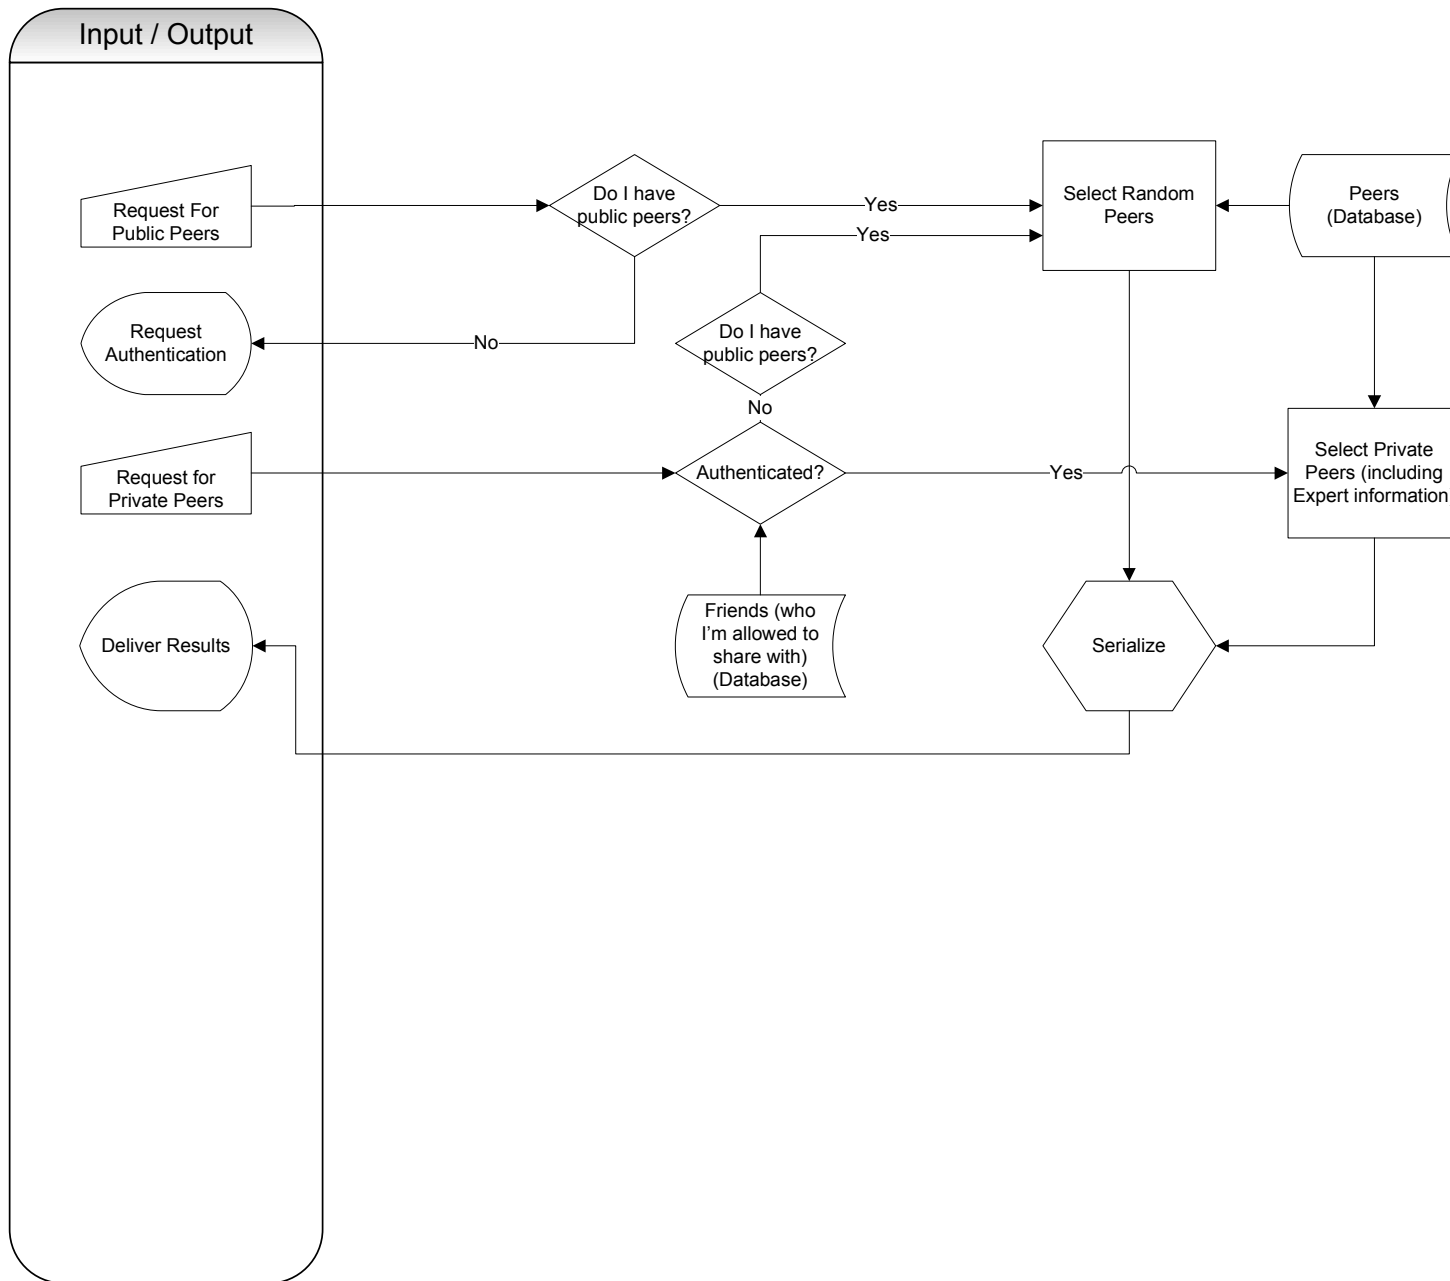 Input / Output
Request For
Public Peers
Do I have
public peers?
Yes
Select Random
Peers
Peers
(Database)
Yes
Request
Authentication
No
Do I have
public peers?
No
Request for
Private Peers
Authenticated?
Yes
Select Private
Peers (including
Expert information
Deliver Results
Friends (who
I'm allowed to
share with)
(Database)
Serialize